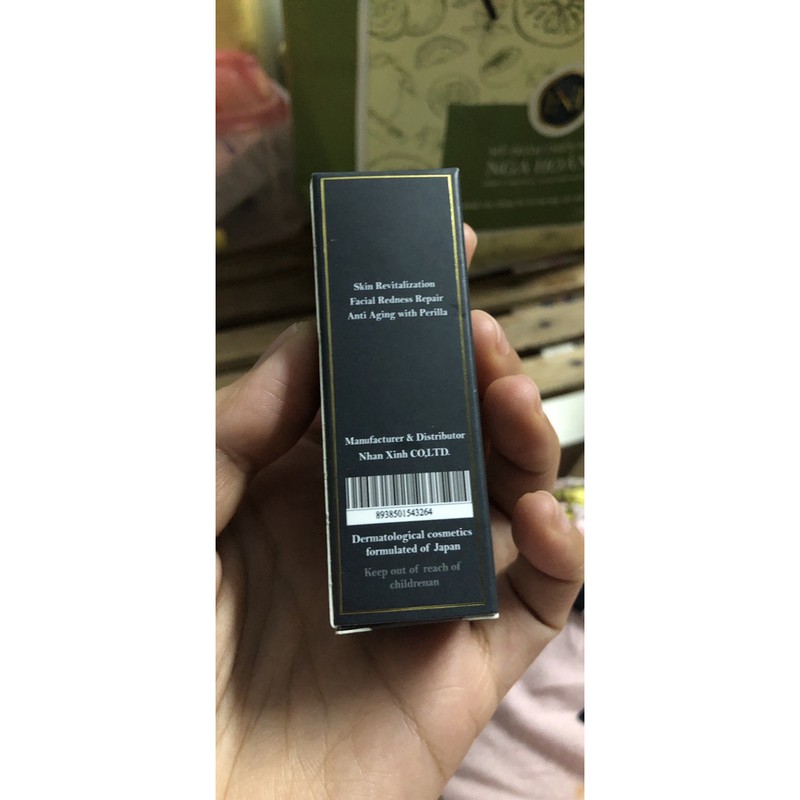 NGA HOÀN
Skin Revitalization
Facial Redness Repair
Anti Aging with Perilla
Manufacturer & Distributor
Nhan Xinh CO,LTD.
8938501543264
Dermatological cosmetics
formulated of Japan
Keep out of reach of
childrenan